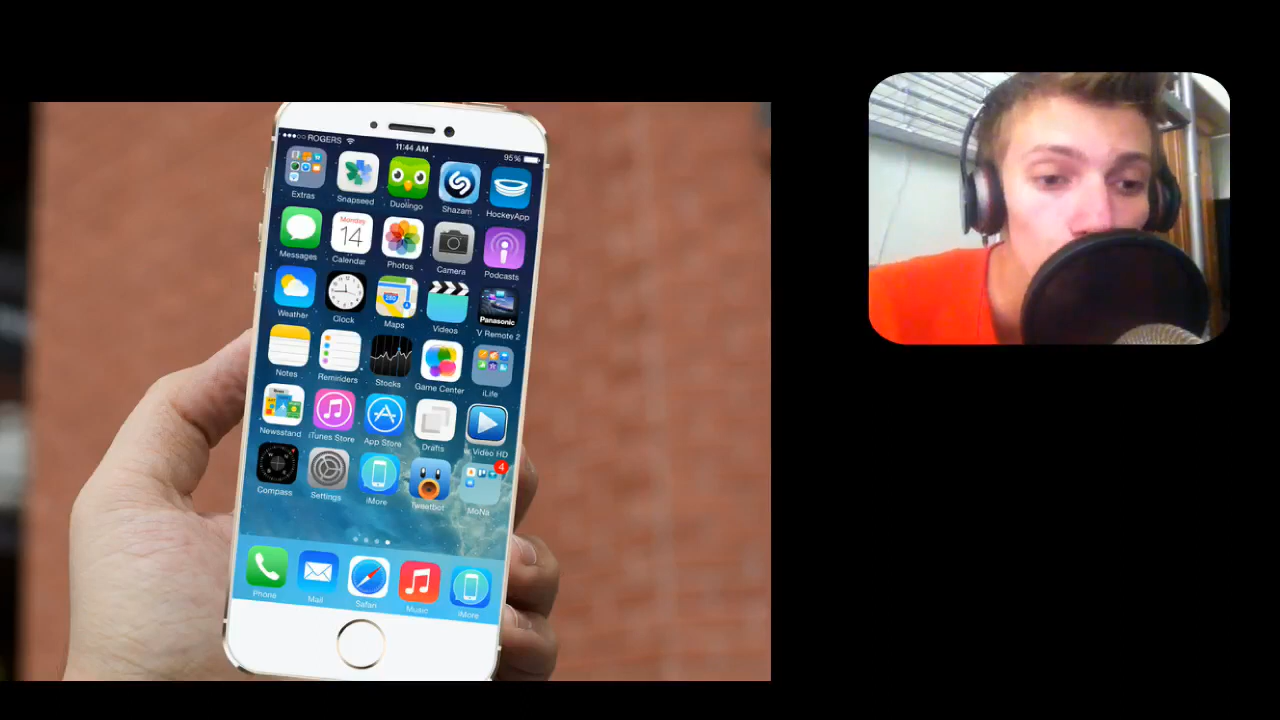 ROGERS
11:44 AM
95%
Extras
Snapseed
Duolingo
Shazam
HockeyApp
Messages
Monday
14
Calendar
Photos
Camera
Podcasts
Weather
Clock
280
Maps
Videos
Panasonic
V Remote 2
Notes
Reminders
Stocks
Game Center
iLife
Newsstand
iTunes Store
App Store
Drafts
w Video HD
Compass
Settings
iMore
Tweetbot
4
MoNa
Phone
Mail
Safari
Music
iMore